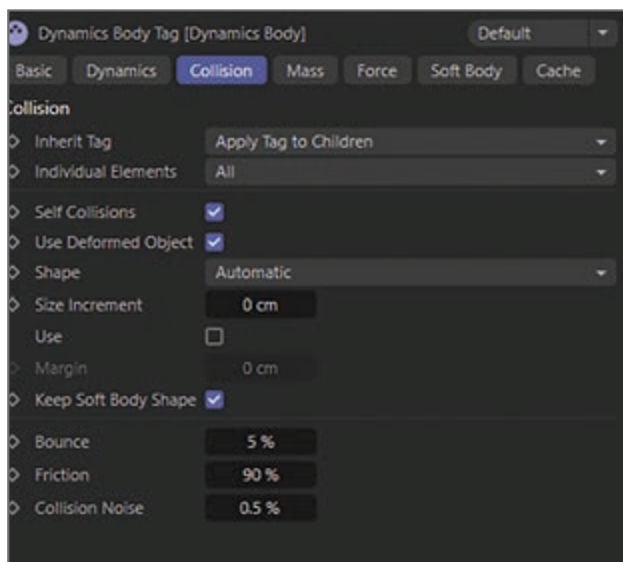 Dynamics Body Tag [Dynamics Body] Default
Basic Dynamics Collision Mass Force Soft Body Cache
Collision
Inherit Tag Apply Tag to Children
Individual Elements All
Self Collisions
Use Deformed Object
Shape Automatic
Size Increment 0 cm
Use
Margin 0 cm
Keep Soft Body Shape
Bounce 5 %
Friction 90 %
Collision Noise 0.5 %